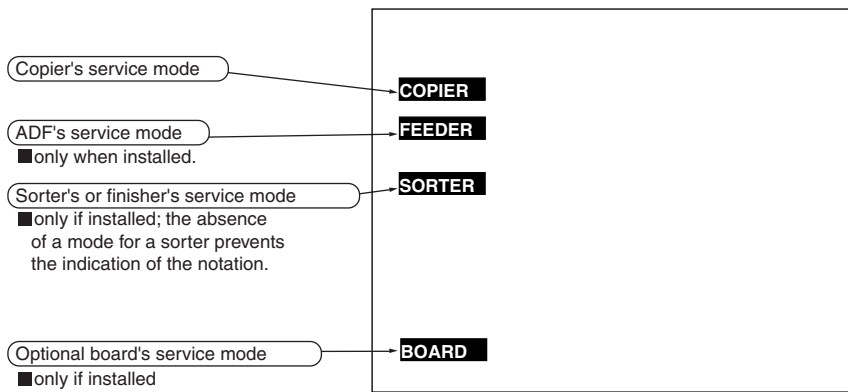 Copier's service mode
COPIER
ADF's service mode
FEEDER
■only when installed.
Sorter's or finisher's service mode
SORTER
■only if installed; the absence
of a mode for a sorter prevents
the indication of the notation.
Optional board's service mode
BOARD
■only if installed